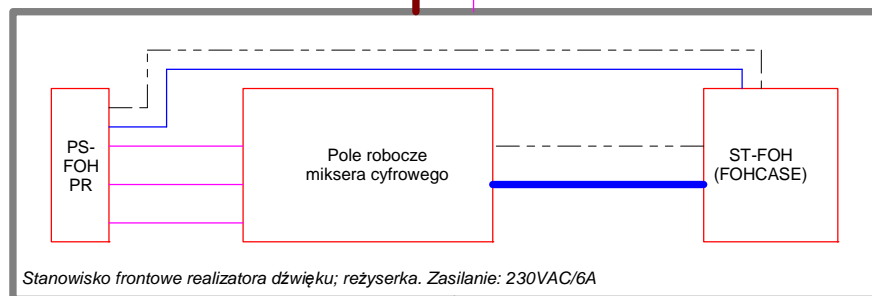 PS-
FOH
PR
Pole robocze
miksera cyfrowego
ST-FOH
(FOHCASE)
Stanowisko frontowe realizatora dźwięku; reżyserka. Zasilanie: 230VAC/6A